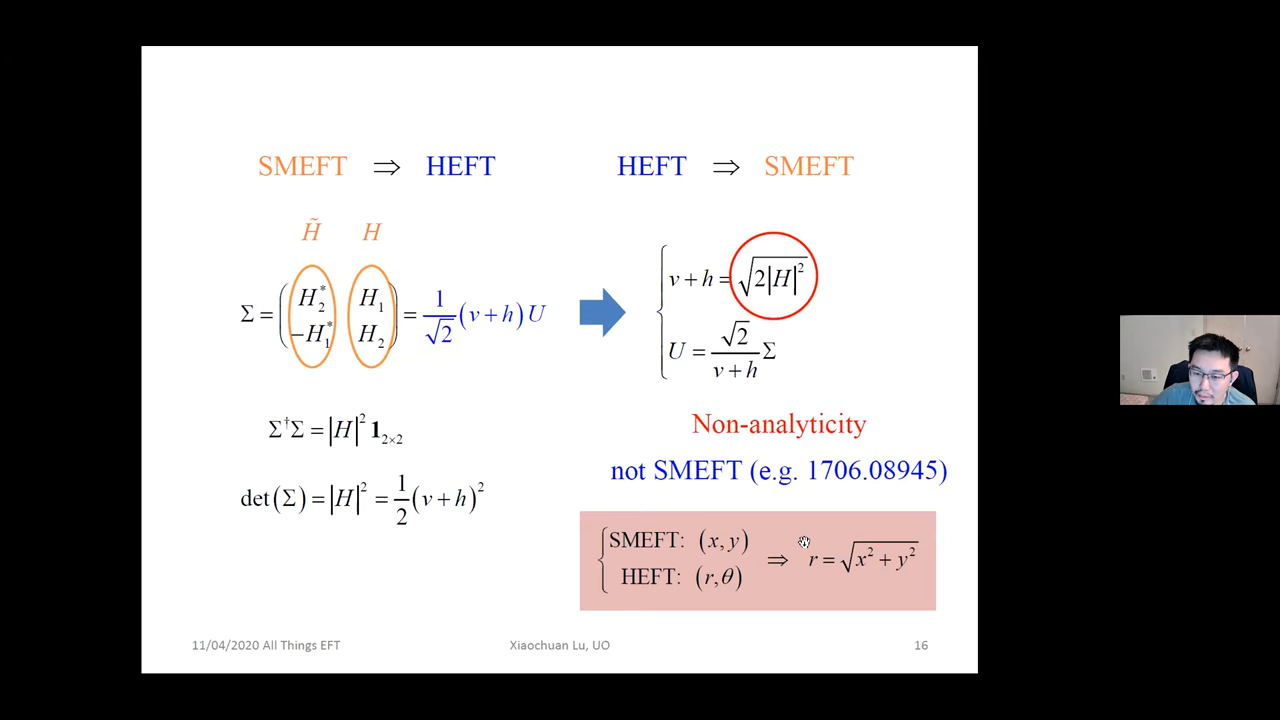 SMEFT ⇒ HEFT
HEFT ⇒ SMEFT
H̃ H
Σ = ( H₂* H₁ ; −H₁* H₂ ) = 1/√2 (v + h) U
Σ†Σ = |H|² 1₂ₓ₂
det(Σ) = |H|² = 1/2 (v + h)²
v + h = √(2|H|²)
U = √2/(v + h) Σ
Non-analyticity
not SMEFT (e.g. 1706.08945)
SMEFT: (x, y)
HEFT: (r, θ)
⇒ r = √(x² + y²)
11/04/2020 All Things EFT
Xiaochuan Lu, UO
16